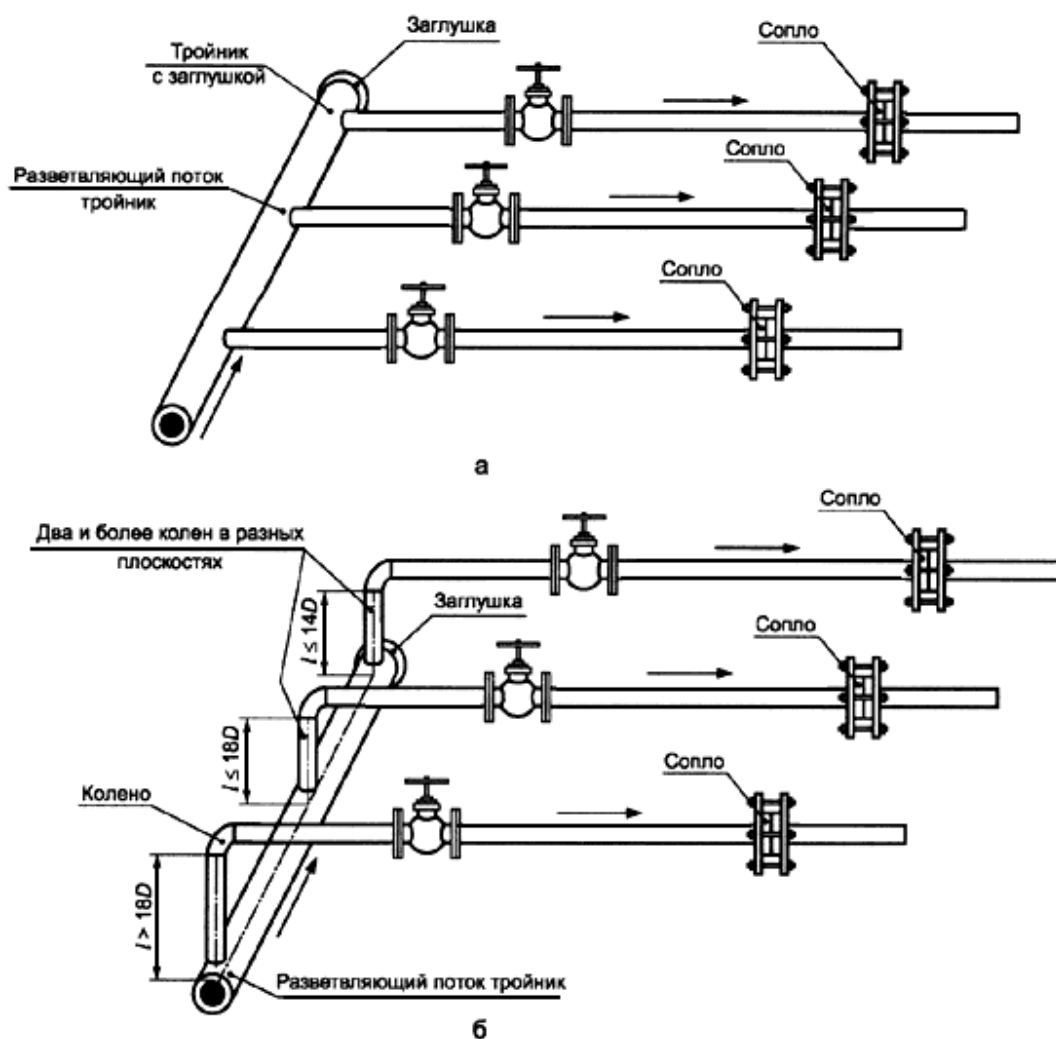 Заглушка
Тройник
с заглушкой
Сопло
Сопло
Разветвляющий поток
тройник
Сопло
а
Сопло
Два и более колен в разных
плоскостях
Заглушка
l ≤ 14D
Сопло
l ≤ 18D
Сопло
Колено
l > 18D
Разветвляющий поток тройник
б